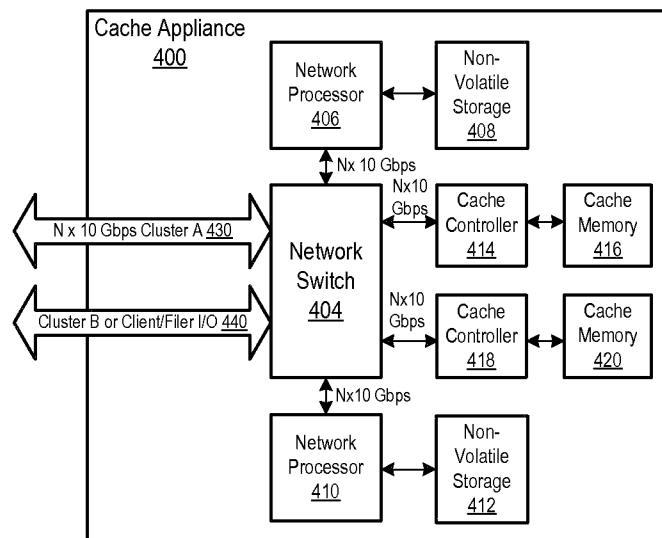 Cache Appliance
400
Network
Processor
406
Non-
Volatile
Storage
408
N x 10 Gbps
Nx10
Gbps
Cache
Controller
414
Cache
Memory
416
N x 10 Gbps Cluster A 430
Network
Switch
404
Nx10
Gbps
Cache
Controller
418
Cache
Memory
420
Cluster B or Client/Filer I/O 440
Nx10 Gbps
Network
Processor
410
Non-
Volatile
Storage
412